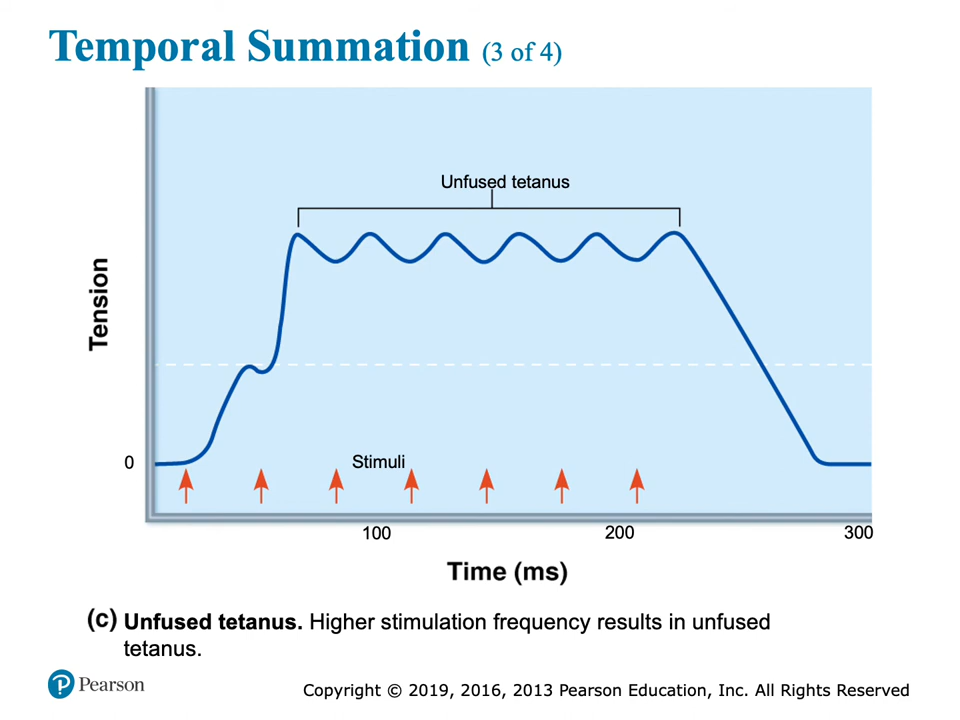 Temporal Summation (3 of 4)
Unfused tetanus
Tension
0
Stimuli
100 200 300
Time (ms)
(c) Unfused tetanus. Higher stimulation frequency results in unfused
tetanus.
P Pearson
Copyright © 2019, 2016, 2013 Pearson Education, Inc. All Rights Reserved